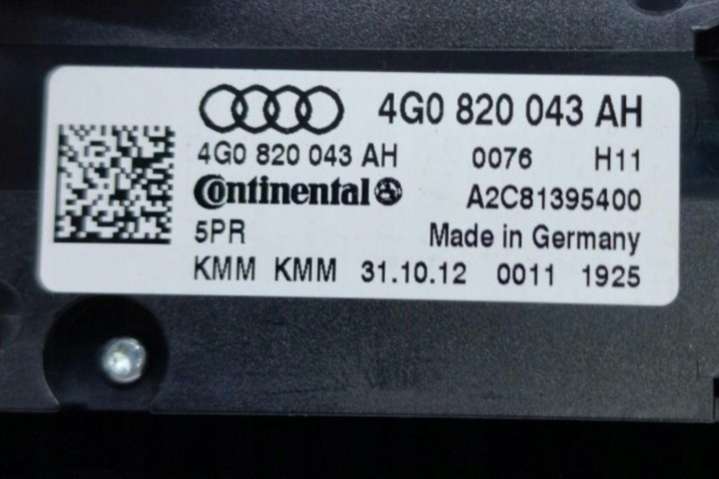 4G0 820 043 AH
4G0 820 043 AH 0076 H11
Continental A2C81395400
5PR Made in Germany
KMM KMM 31.10.12 0011 1925